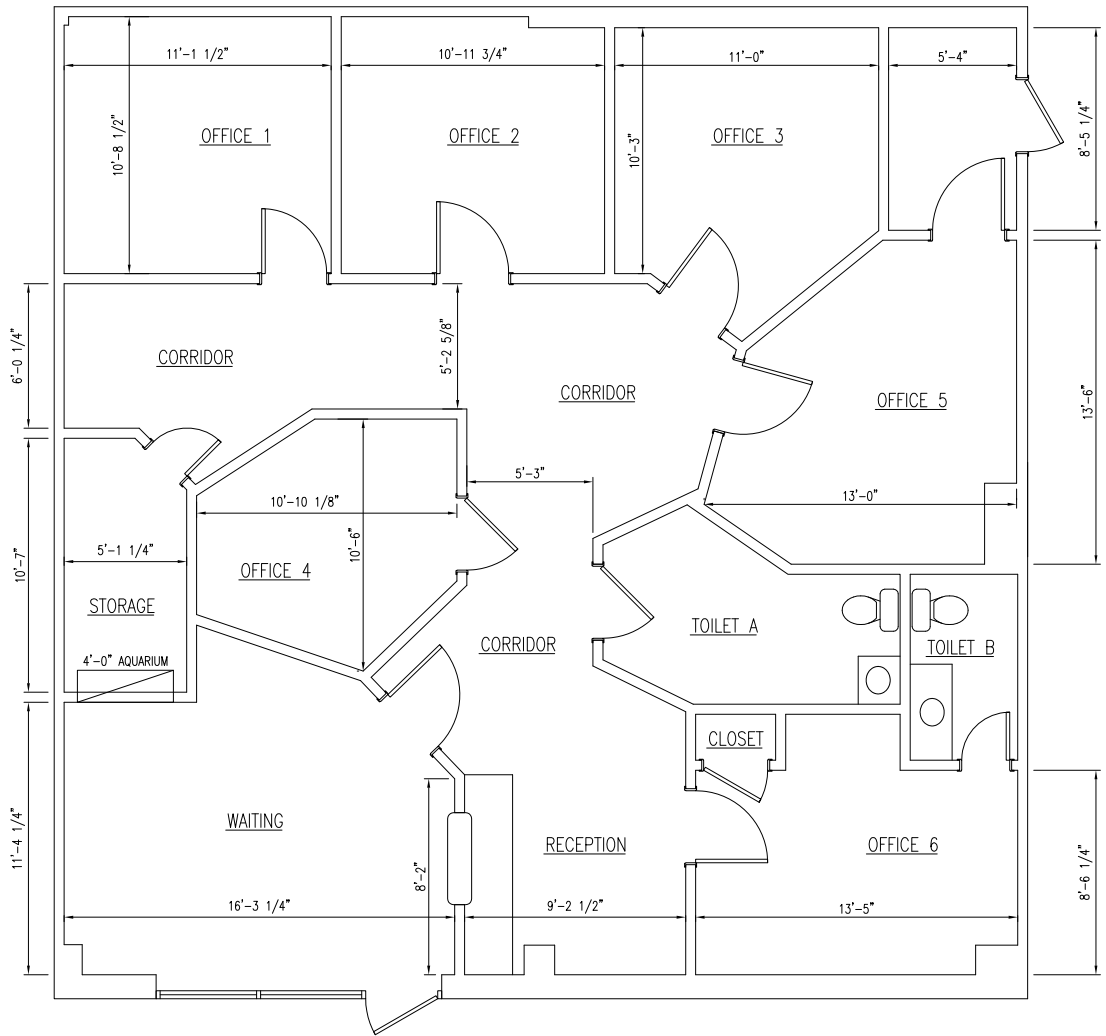 11'-1 1/2"
10'-11 3/4"
11'-0"
5'-4"
10'-8 1/2"
OFFICE 1
OFFICE 2
10'-3"
OFFICE 3
8'-5 1/4"
6'-0 1/4"
CORRIDOR
5'-2 5/8"
CORRIDOR
OFFICE 5
13'-6"
5'-3"
10'-10 1/8"
13'-0"
10'-7"
5'-1 1/4"
10'-6"
OFFICE 4
STORAGE
TOILET A
CORRIDOR
TOILET B
4'-0" AQUARIUM
CLOSET
11'-4 1/4"
WAITING
RECEPTION
OFFICE 6
8'-2"
8'-6 1/4"
16'-3 1/4"
9'-2 1/2"
13'-5"